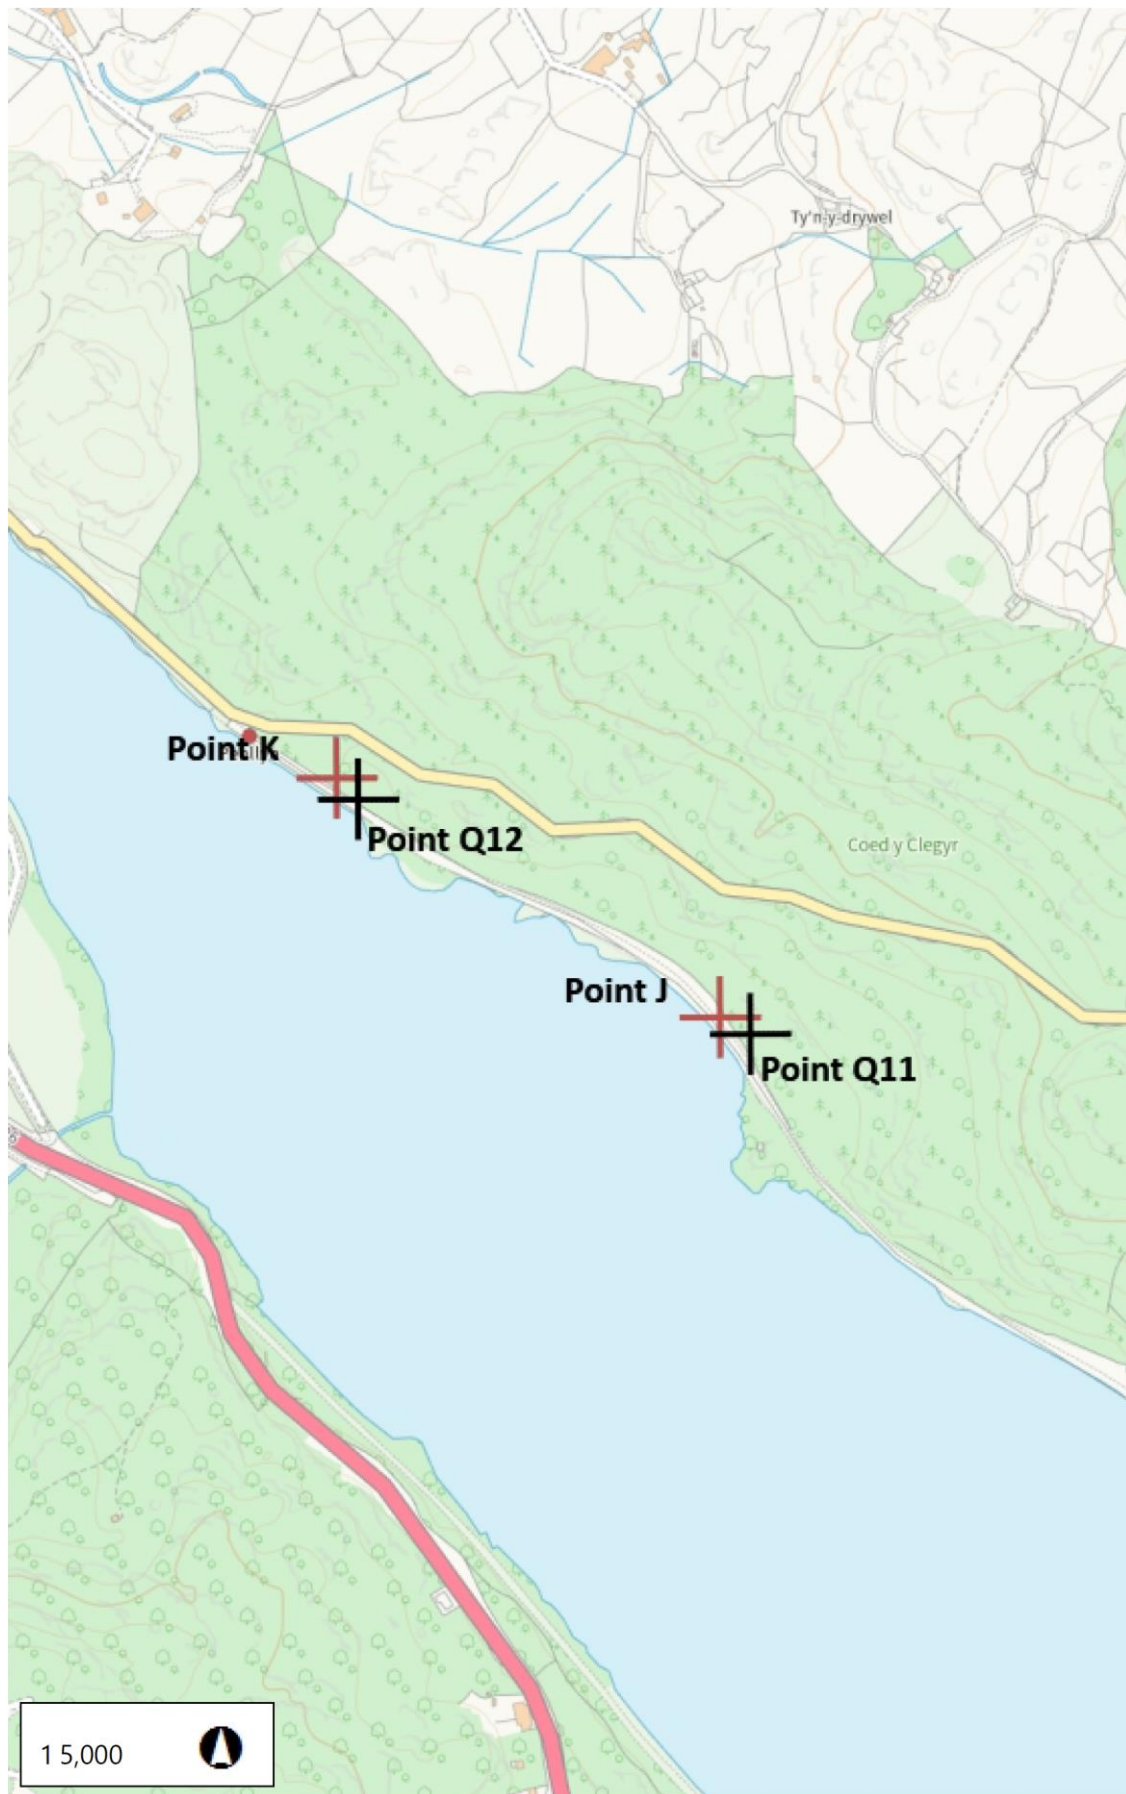 Ty'n-y-drywel
Point K
Point Q12
Coed y Clegyr
Point J
Point Q11
1 5,000